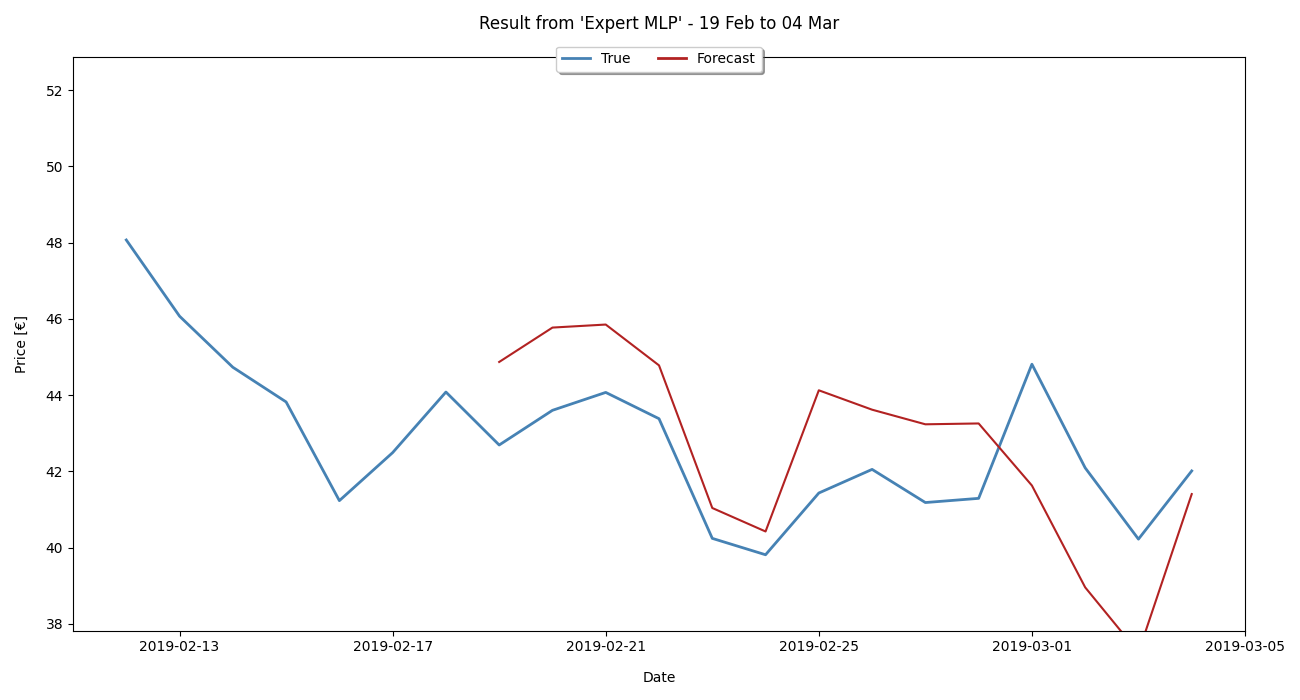 Result from 'Expert MLP' - 19 Feb to 04 Mar
True Forecast
52
50
48
46
44
42
40
38
Price [€]
2019-02-13 2019-02-17 2019-02-21 2019-02-25 2019-03-01 2019-03-05
Date